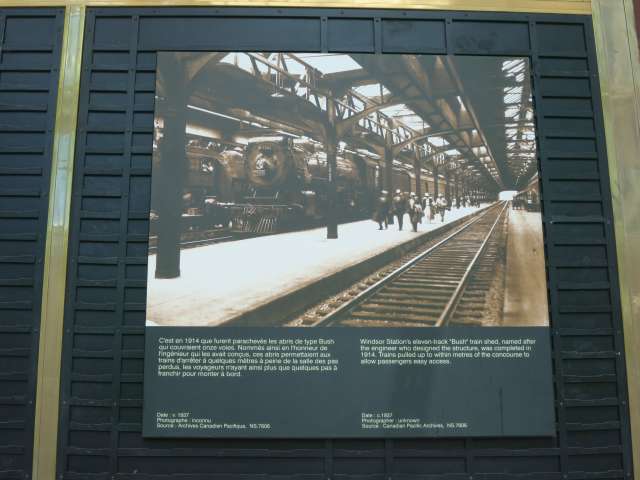 C'est en 1914 que furent parachevés les abris de type Bush
qui couvraient onze voies. Nommés ainsi en l'honneur de
l'ingénieur qui les avait conçus, ces abris permettaient aux
trains d'arrêter à quelques mètres à peine de la salle des pas
perdus, les voyageurs n'ayant ainsi plus que quelques pas à
franchir pour monter à bord.
Date : v. 1937
Photographe : inconnu
Source : Archives Canadien Pacifique, NS.7606
Windsor Station's eleven-track "Bush" train shed, named after
the engineer who designed the structure, was completed in
1914. Trains pulled up to within metres of the concourse to
allow passengers easy access.
Date : c.1937
Photographer : unknown
Source : Canadian Pacific Archives, NS.7606